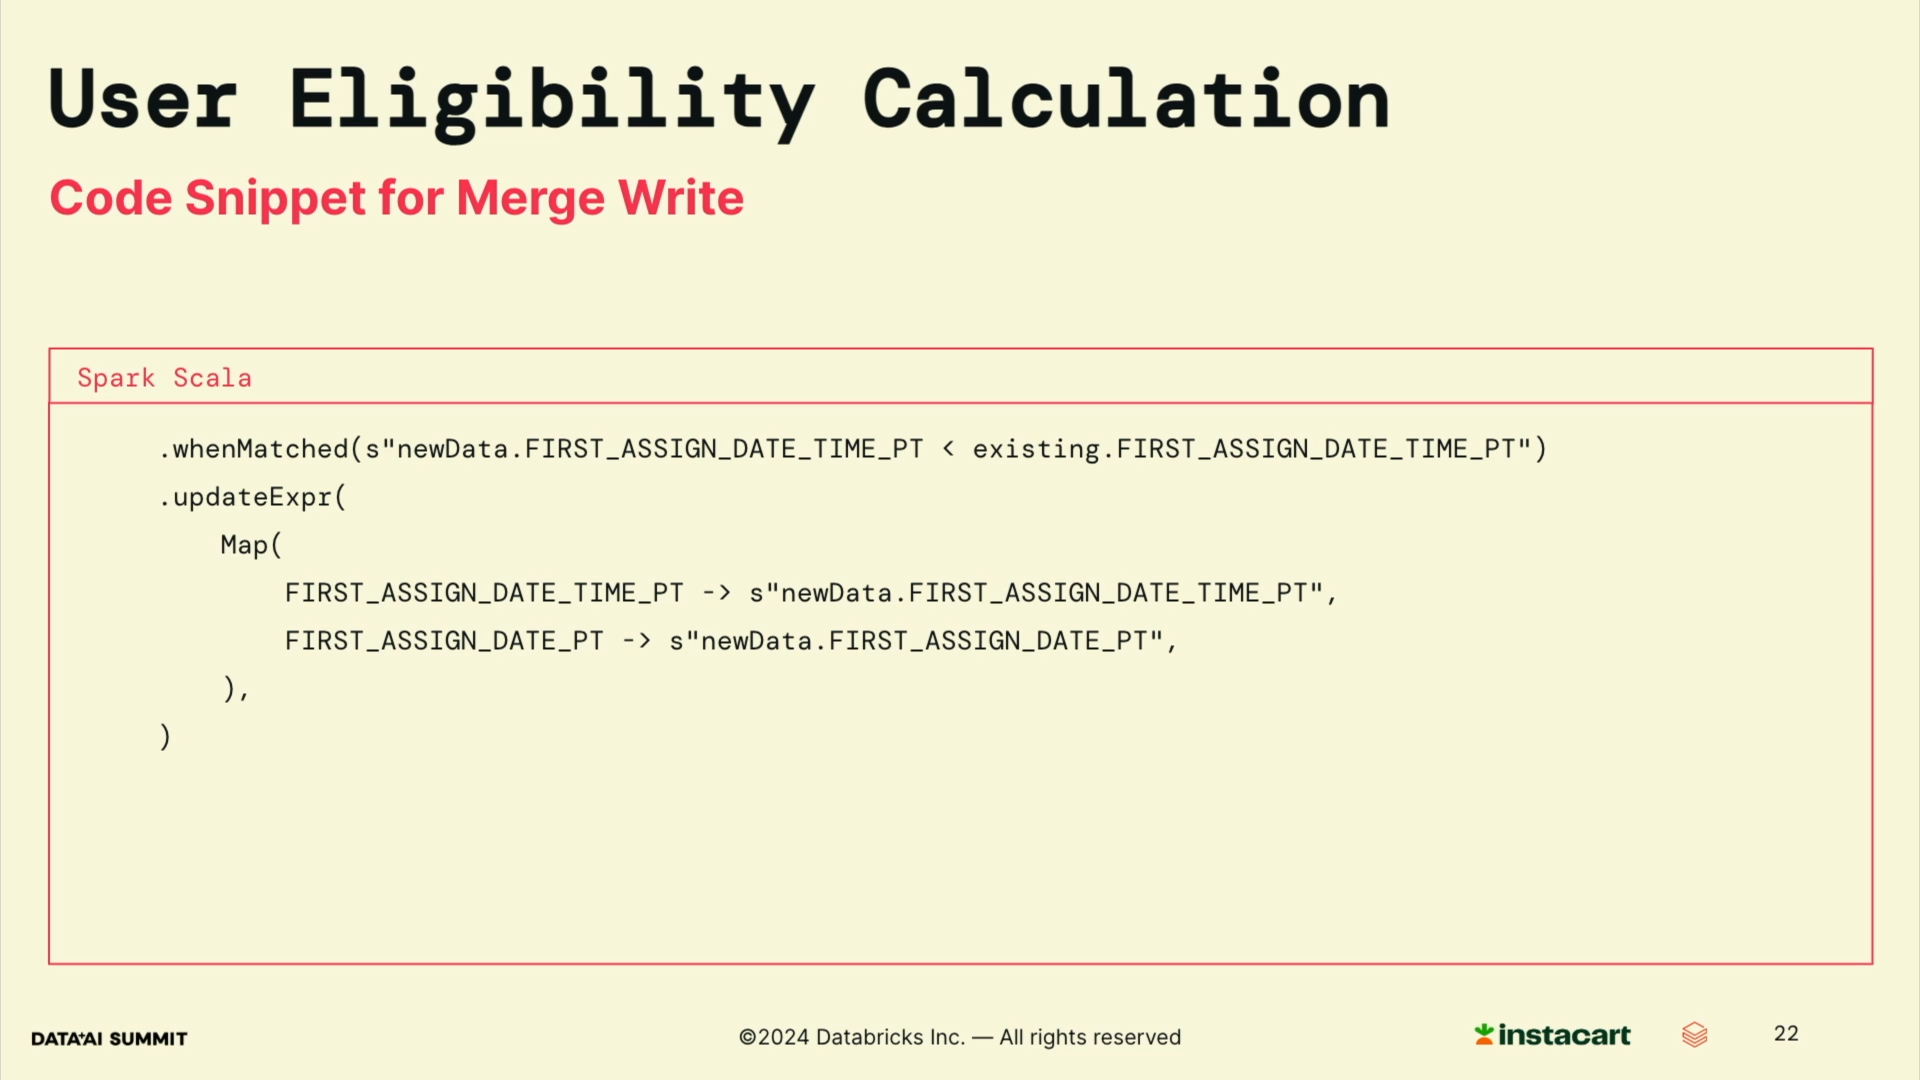 User Eligibility Calculation
Code Snippet for Merge Write
Spark Scala
.whenMatched(s"newData.FIRST_ASSIGN_DATE_TIME_PT < existing.FIRST_ASSIGN_DATE_TIME_PT")
.updateExpr(
Map(
FIRST_ASSIGN_DATE_TIME_PT -> s"newData.FIRST_ASSIGN_DATE_TIME_PT",
FIRST_ASSIGN_DATE_PT -> s"newData.FIRST_ASSIGN_DATE_PT",
),
)
DATA+AI SUMMIT
©2024 Databricks Inc. — All rights reserved
instacart
22